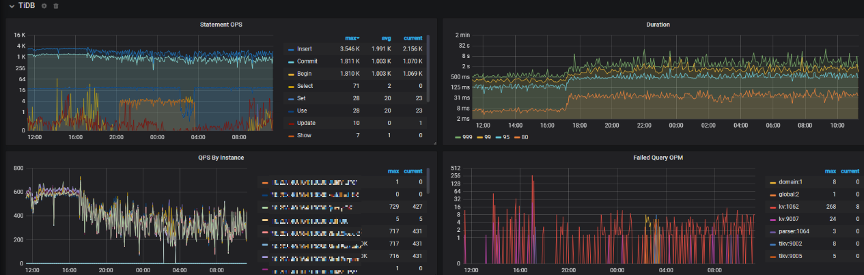 TiDB
Statement OPS
16 K
4 K
1 K
256
64
16
4
1
0
12:00 16:00 20:00 00:00 04:00 08:00
max avg current
Insert 3.546 K 1.991 K 2.156 K
Commit 1.811 K 1.003 K 1.070 K
Begin 1.810 K 1.003 K 1.069 K
Select 71 2 0
Set 28 20 23
Use 28 20 23
Update 10 0 1
Show 7 1 0
Duration
2 min
32 s
8 s
2 s
500 ms
125 ms
31 ms
8 ms
2 ms
12:00 14:00 16:00 18:00 20:00 22:00 00:00 02:00 04:00 06:00 08:00 10:00
999 99 95 80
QPS By Instance
800
600
400
200
0
12:00 16:00 20:00 00:00 04:00 08:00
max current
1 0
0 0
729 427
5 5
717 431
717 431
716 431
1 0
Failed Query OPM
512
256
128
64
32
16
8
4
2
1
0
12:00 16:00 20:00 00:00 04:00 08:00
max current
domain:1 8 0
global:2 1 0
kv:1062 268 8
kv:9007 24 0
parser:1064 3 0
tikv:9002 8 0
tikv:9005 5 0